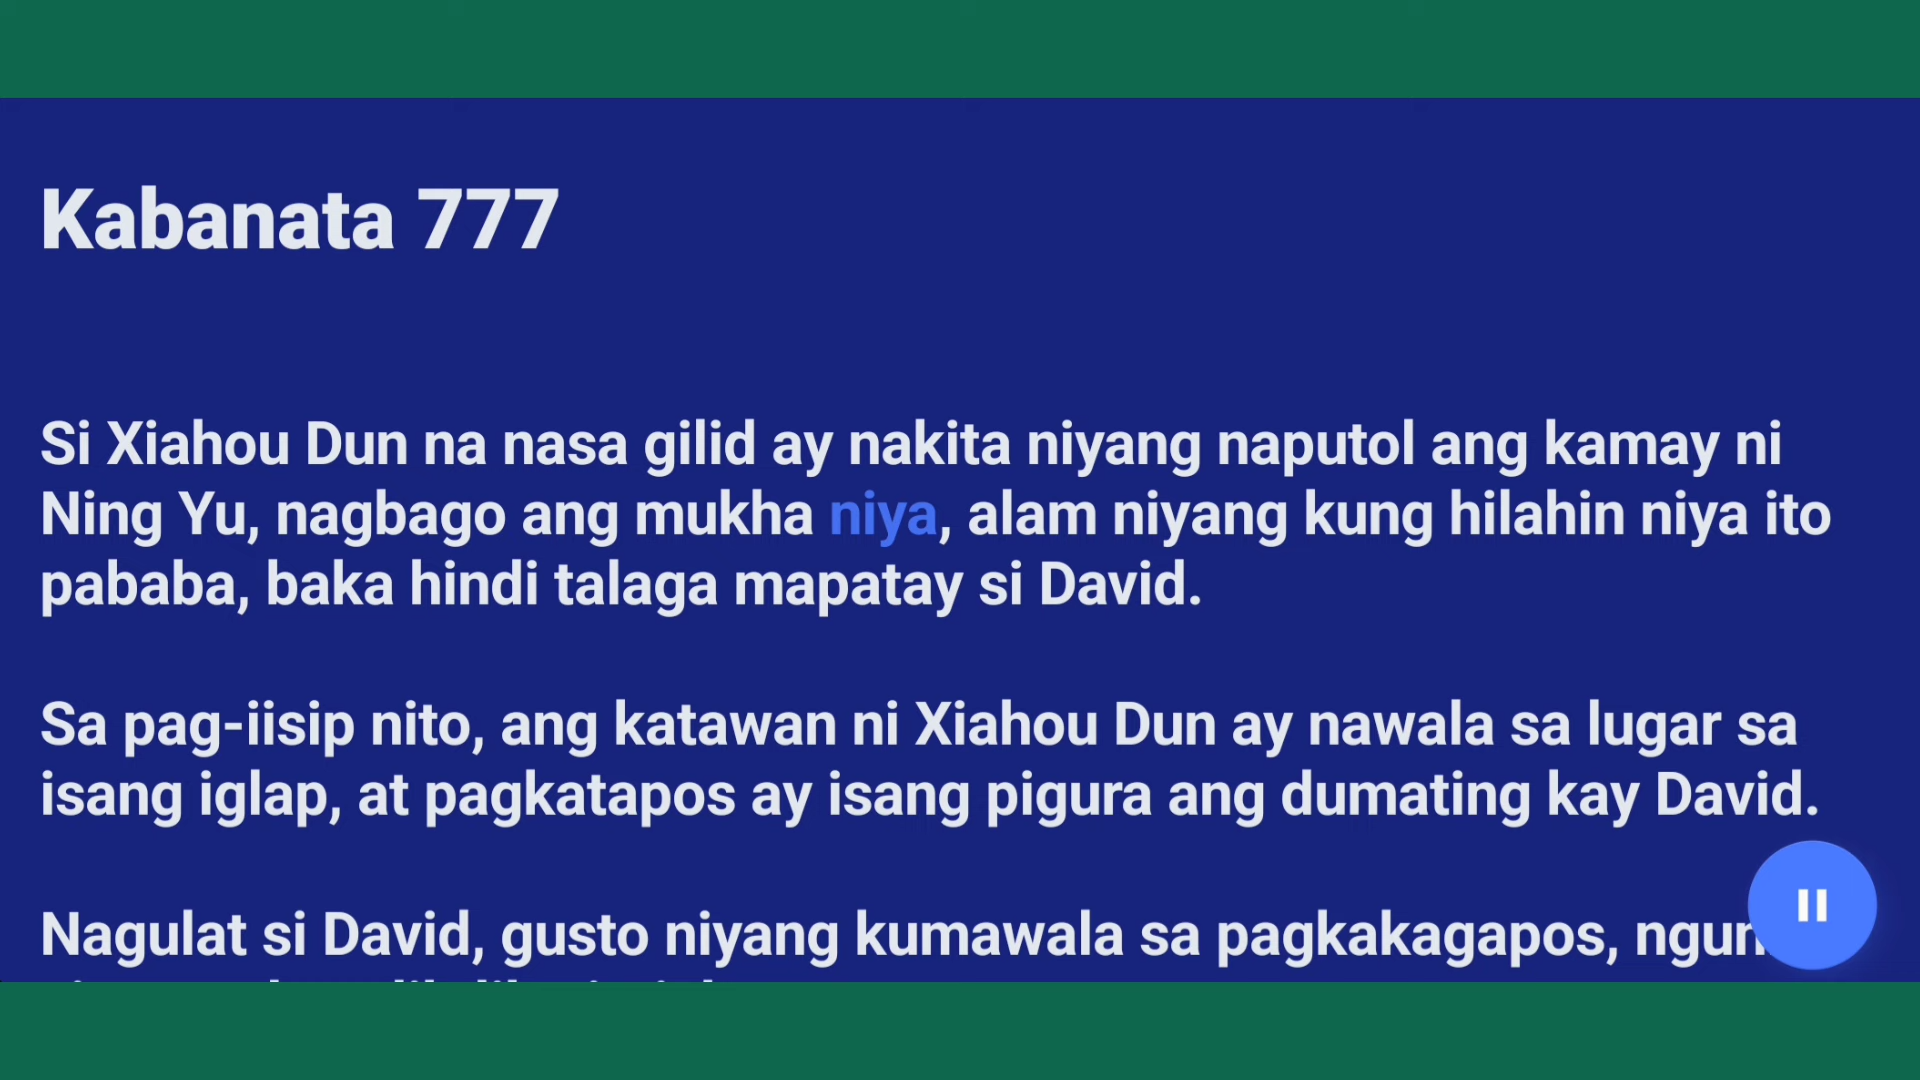 Kabanata 777
Si Xiahou Dun na nasa gilid ay nakita niyang naputol ang kamay ni
Ning Yu, nagbago ang mukha niya, alam niyang kung hilahin niya ito
pababa, baka hindi talaga mapatay si David.
Sa pag-iisip nito, ang katawan ni Xiahou Dun ay nawala sa lugar sa
isang iglap, at pagkatapos ay isang pigura ang dumating kay David.
Nagulat si David, gusto niyang kumawala sa pagkakagapos,